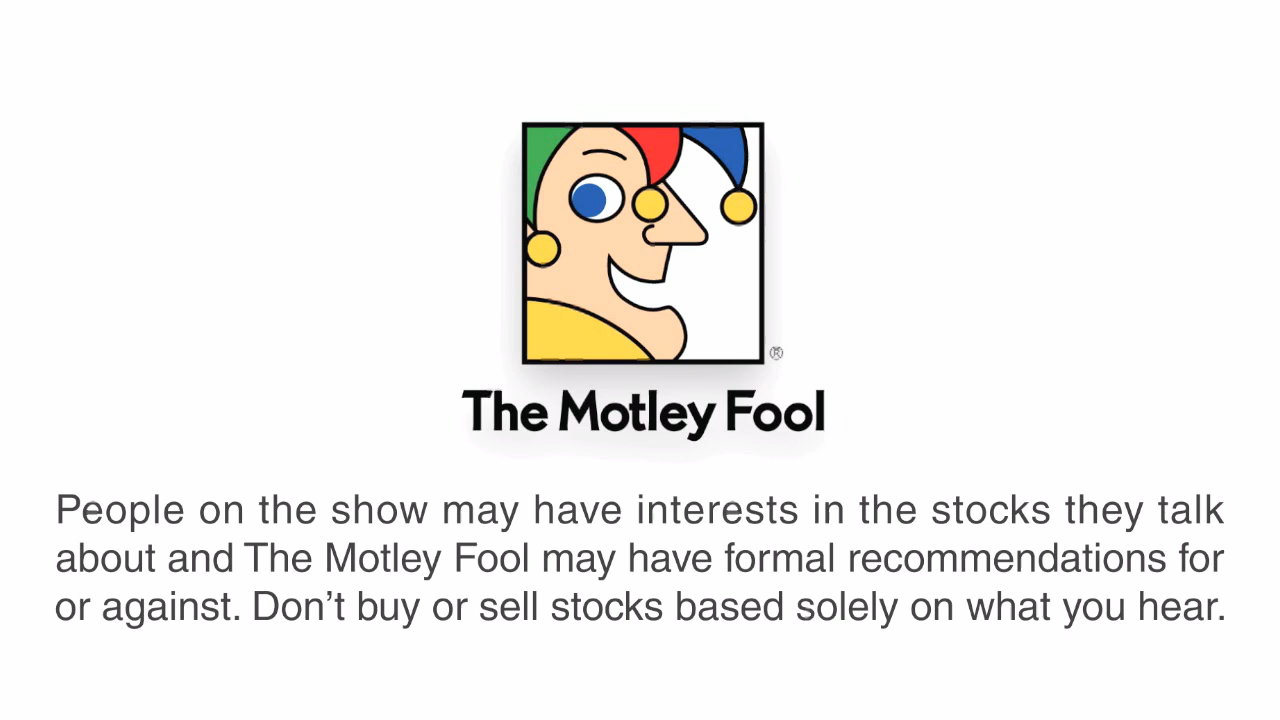 ®
The Motley Fool
People on the show may have interests in the stocks they talk
about and The Motley Fool may have formal recommendations for
or against. Don’t buy or sell stocks based solely on what you hear.